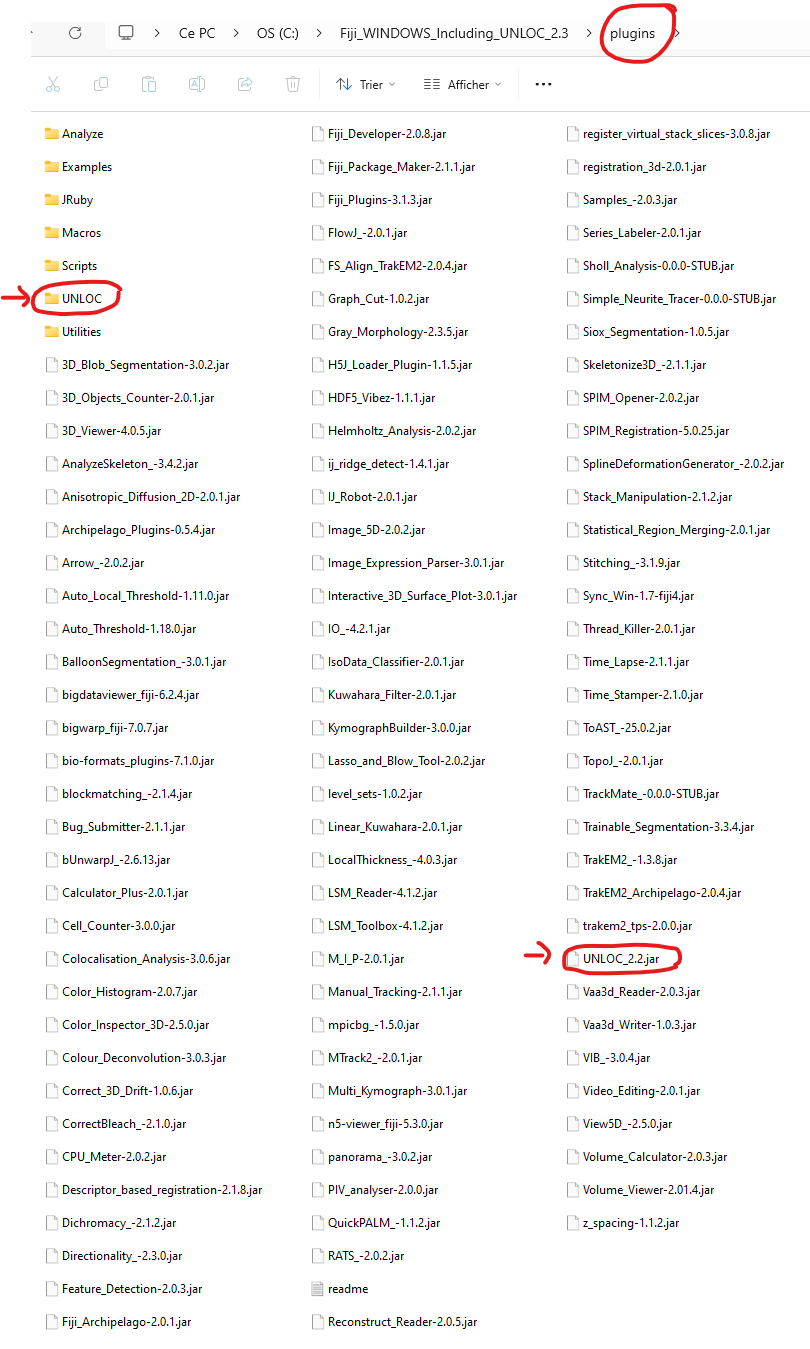 Ce PC > OS (C:) > Fiji_WINDOWS_Including_UNLOC_2.3 > plugins >
Trier
Afficher
Analyze
Examples
JRuby
Macros
Scripts
UNLOC
Utilities
3D_Blob_Segmentation-3.0.2.jar
3D_Objects_Counter-2.0.1.jar
3D_Viewer-4.0.5.jar
AnalyzeSkeleton_-3.4.2.jar
Anisotropic_Diffusion_2D-2.0.1.jar
Archipelago_Plugins-0.5.4.jar
Arrow_-2.0.2.jar
Auto_Local_Threshold-1.11.0.jar
Auto_Threshold-1.18.0.jar
BalloonSegmentation_-3.0.1.jar
bigdataviewer_fiji-6.2.4.jar
bigwarp_fiji-7.0.7.jar
bio-formats_plugins-7.1.0.jar
blockmatching_-2.1.4.jar
Bug_Submitter-2.1.1.jar
bUnwarpJ_-2.6.13.jar
Calculator_Plus-2.0.1.jar
Cell_Counter-3.0.0.jar
Colocalisation_Analysis-3.0.6.jar
Color_Histogram-2.0.7.jar
Color_Inspector_3D-2.5.0.jar
Colour_Deconvolution-3.0.3.jar
Correct_3D_Drift-1.0.6.jar
CorrectBleach_-2.1.0.jar
CPU_Meter-2.0.2.jar
Descriptor_based_registration-2.1.8.jar
Dichromacy_-2.1.2.jar
Directionality_-2.3.0.jar
Feature_Detection-2.0.3.jar
Fiji_Archipelago-2.0.1.jar
Fiji_Developer-2.0.8.jar
Fiji_Package_Maker-2.1.1.jar
Fiji_Plugins-3.1.3.jar
FlowJ_-2.0.1.jar
FS_Align_TrakEM2-2.0.4.jar
Graph_Cut-1.0.2.jar
Gray_Morphology-2.3.5.jar
H5J_Loader_Plugin-1.1.5.jar
HDF5_Vibez-1.1.1.jar
Helmholtz_Analysis-2.0.2.jar
ij_ridge_detect-1.4.1.jar
IJ_Robot-2.0.1.jar
Image_5D-2.0.2.jar
Image_Expression_Parser-3.0.1.jar
Interactive_3D_Surface_Plot-3.0.1.jar
IO_-4.2.1.jar
IsoData_Classifier-2.0.1.jar
Kuwahara_Filter-2.0.1.jar
KymographBuilder-3.0.0.jar
Lasso_and_Blow_Tool-2.0.2.jar
level_sets-1.0.2.jar
Linear_Kuwahara-2.0.1.jar
LocalThickness_-4.0.3.jar
LSM_Reader-4.1.2.jar
LSM_Toolbox-4.1.2.jar
M_I_P-2.0.1.jar
Manual_Tracking-2.1.1.jar
mpicbg_-1.5.0.jar
MTrack2_-2.0.1.jar
Multi_Kymograph-3.0.1.jar
n5-viewer_fiji-5.3.0.jar
panorama_-3.0.2.jar
PIV_analyser-2.0.0.jar
QuickPALM_-1.1.2.jar
RATS_-2.0.2.jar
readme
Reconstruct_Reader-2.0.5.jar
register_virtual_stack_slices-3.0.8.jar
registration_3d-2.0.1.jar
Samples_-2.0.3.jar
Series_Labeler-2.0.1.jar
Sholl_Analysis-0.0.0-STUB.jar
Simple_Neurite_Tracer-0.0.0-STUB.jar
Siox_Segmentation-1.0.5.jar
Skeletonize3D_-2.1.1.jar
SPIM_Opener-2.0.2.jar
SPIM_Registration-5.0.25.jar
SplineDeformationGenerator_-2.0.2.jar
Stack_Manipulation-2.1.2.jar
Statistical_Region_Merging-2.0.1.jar
Stitching_-3.1.9.jar
Sync_Win-1.7-fiji4.jar
Thread_Killer-2.0.1.jar
Time_Lapse-2.1.1.jar
Time_Stamper-2.1.0.jar
ToAST_-25.0.2.jar
TopoJ_-2.0.1.jar
TrackMate_-0.0.0-STUB.jar
Trainable_Segmentation-3.3.4.jar
TrakEM2_-1.3.8.jar
TrakEM2_Archipelago-2.0.4.jar
trakem2_tps-2.0.0.jar
UNLOC_2.2.jar
Vaa3d_Reader-2.0.3.jar
Vaa3d_Writer-1.0.3.jar
VIB_-3.0.4.jar
Video_Editing-2.0.1.jar
View5D_-2.5.0.jar
Volume_Calculator-2.0.3.jar
Volume_Viewer-2.01.4.jar
z_spacing-1.1.2.jar